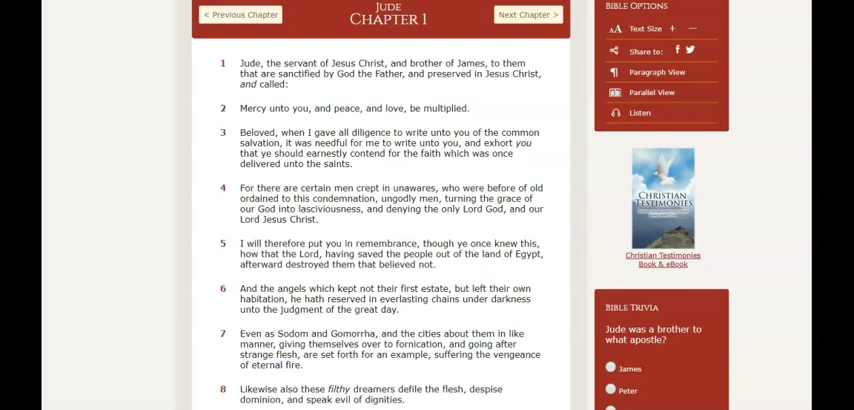 < Previous Chapter
Jude
Chapter 1
Next Chapter >
1 Jude, the servant of Jesus Christ, and brother of James, to them
that are sanctified by God the Father, and preserved in Jesus Christ,
and called:
2 Mercy unto you, and peace, and love, be multiplied.
3 Beloved, when I gave all diligence to write unto you of the common
salvation, it was needful for me to write unto you, and exhort you
that ye should earnestly contend for the faith which was once
delivered unto the saints.
4 For there are certain men crept in unawares, who were before of old
ordained to this condemnation, ungodly men, turning the grace of
our God into lasciviousness, and denying the only Lord God, and our
Lord Jesus Christ.
5 I will therefore put you in remembrance, though ye once knew this,
how that the Lord, having saved the people out of the land of Egypt,
afterward destroyed them that believed not.
6 And the angels which kept not their first estate, but left their own
habitation, he hath reserved in everlasting chains under darkness
unto the judgment of the great day.
7 Even as Sodom and Gomorrha, and the cities about them in like
manner, giving themselves over to fornication, and going after
strange flesh, are set forth for an example, suffering the vengeance
of eternal fire.
8 Likewise also these filthy dreamers defile the flesh, despise
dominion, and speak evil of dignities.
Bible Options
AA Text Size + —
Share to:
Paragraph View
Parallel View
Listen
Christian
Testimonies
Christian Testimonies
Book & eBook
Bible Trivia
Jude was a brother to
what apostle?
James
Peter